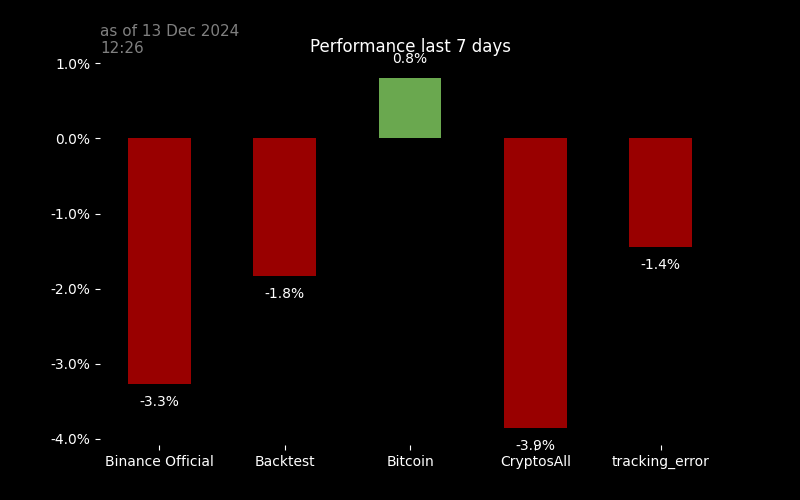 as of 13 Dec 2024
12:26
Performance last 7 days
1.0%
0.0%
-1.0%
-2.0%
-3.0%
-4.0%
0.8%
-3.3%
-1.8%
-3.9%
-1.4%
Binance Official
Backtest
Bitcoin
CryptosAll
tracking_error